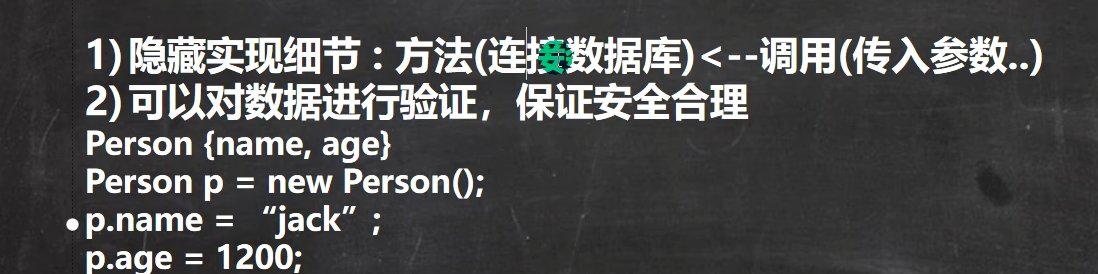 1) 隐藏实现细节：方法(连接数据库)<--调用(传入参数..)
2) 可以对数据进行验证，保证安全合理
Person {name, age}
Person p = new Person();
p.name = “jack”;
p.age = 1200;